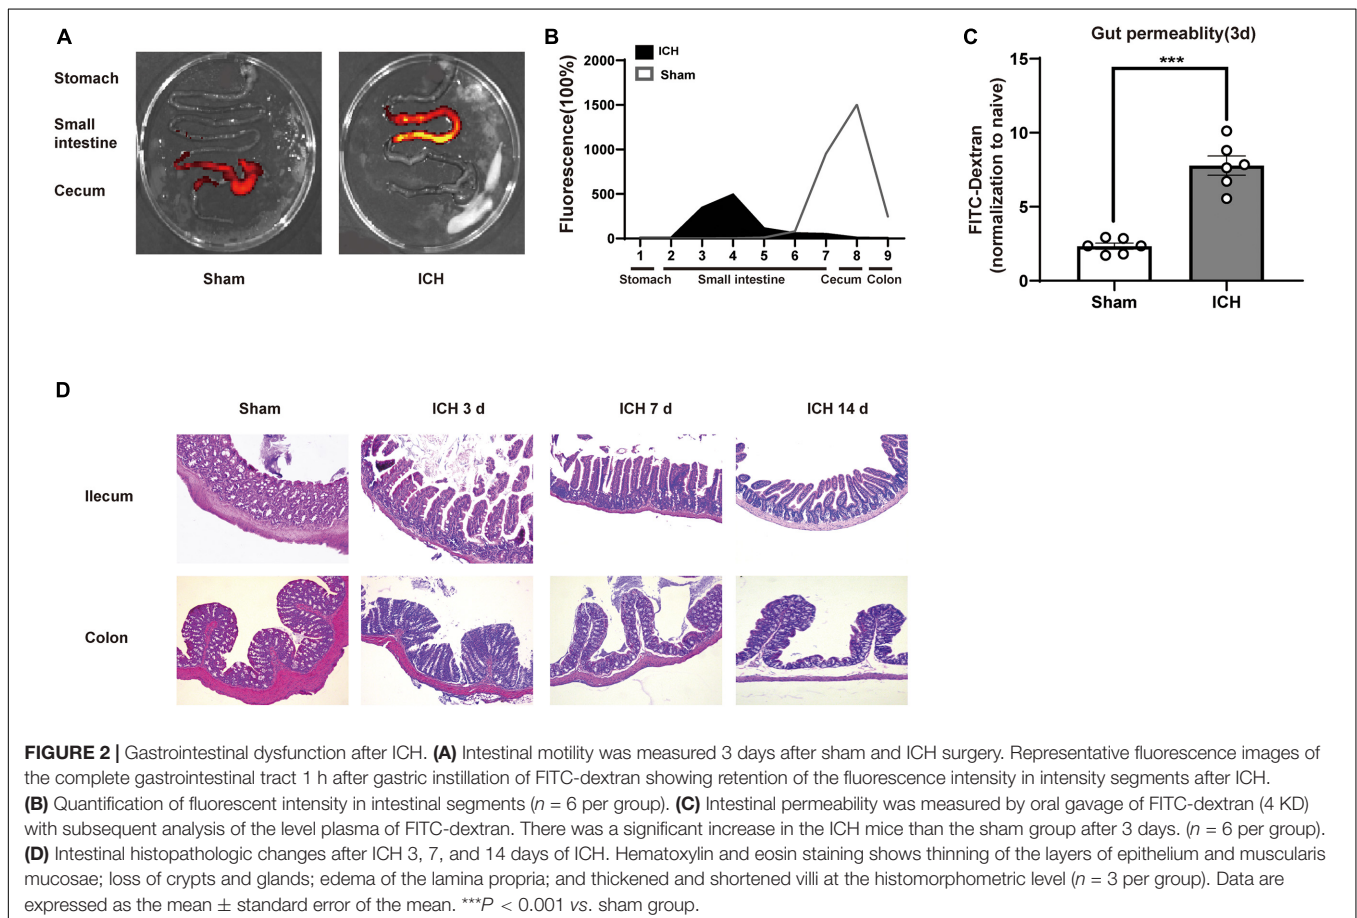 A
Stomach
Small
intestine
Cecum
Sham
ICH
B
ICH
Sham
Fluorescence(100%)
2000
1500
1000
500
0
1 2 3 4 5 6 7 8 9
Stomach Small intestine Cecum Colon
C
Gut permeablity(3d)
FITC-Dextran
(normalization to naive)
15
10
5
0
***
Sham ICH
D
Sham ICH 3 d ICH 7 d ICH 14 d
Ilecum
Colon
FIGURE 2 | Gastrointestinal dysfunction after ICH. (A) Intestinal motility was measured 3 days after sham and ICH surgery. Representative fluorescence images of
the complete gastrointestinal tract 1 h after gastric instillation of FITC-dextran showing retention of the fluorescence intensity in intensity segments after ICH.
(B) Quantification of fluorescent intensity in intestinal segments (n = 6 per group). (C) Intestinal permeability was measured by oral gavage of FITC-dextran (4 KD)
with subsequent analysis of the level plasma of FITC-dextran. There was a significant increase in the ICH mice than the sham group after 3 days. (n = 6 per group).
(D) Intestinal histopathologic changes after ICH 3, 7, and 14 days of ICH. Hematoxylin and eosin staining shows thinning of the layers of epithelium and muscularis
mucosae; loss of crypts and glands; edema of the lamina propria; and thickened and shortened villi at the histomorphometric level (n = 3 per group). Data are
expressed as the mean ± standard error of the mean. ***P < 0.001 vs. sham group.